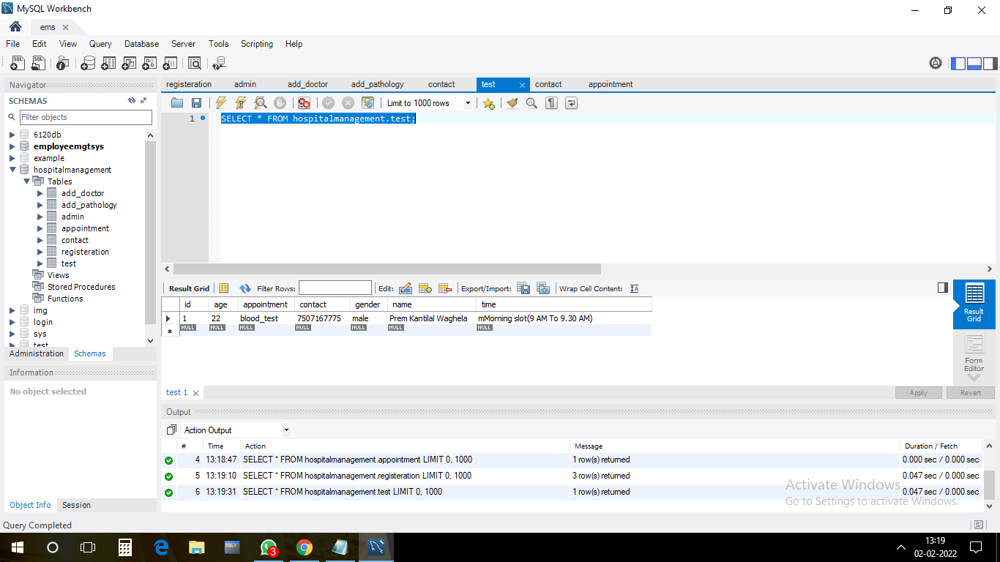 MySQL Workbench
ems
File Edit View Query Database Server Tools Scripting Help
Navigator
SCHEMAS
Filter objects
6120db
employeemgtsys
example
hospitalmanagement
Tables
add_doctor
add_pathology
admin
appointment
contact
registeration
test
Views
Stored Procedures
Functions
img
login
sys
test
Administration Schemas
Information
No object selected
Object Info Session
registeration admin add_doctor add_pathology contact test contact appointment
Limit to 1000 rows
1 SELECT * FROM hospitalmanagement.test;
Result Grid Filter Rows: Edit: Export/Import: Wrap Cell Content:
id age appointment contact gender name time
1 22 blood_test 7507167775 male Prem Kantilal Waghela mMorning slot(9 AM To 9.30 AM)
NULL NULL NULL NULL NULL NULL NULL
Result
Grid
Form
Editor
test 1
Apply Revert
Output
Action Output
# Time Action Message Duration / Fetch
4 13:18:47 SELECT * FROM hospitalmanagement.appointment LIMIT 0, 1000 1 row(s) returned 0.000 sec / 0.000 sec
5 13:19:10 SELECT * FROM hospitalmanagement.registeration LIMIT 0, 1000 3 row(s) returned 0.047 sec / 0.000 sec
6 13:19:31 SELECT * FROM hospitalmanagement.test LIMIT 0, 1000 1 row(s) returned 0.047 sec / 0.000 sec
Activate Windows
Go to Settings to activate Windows.
Query Completed
3
13:19
02-02-2022